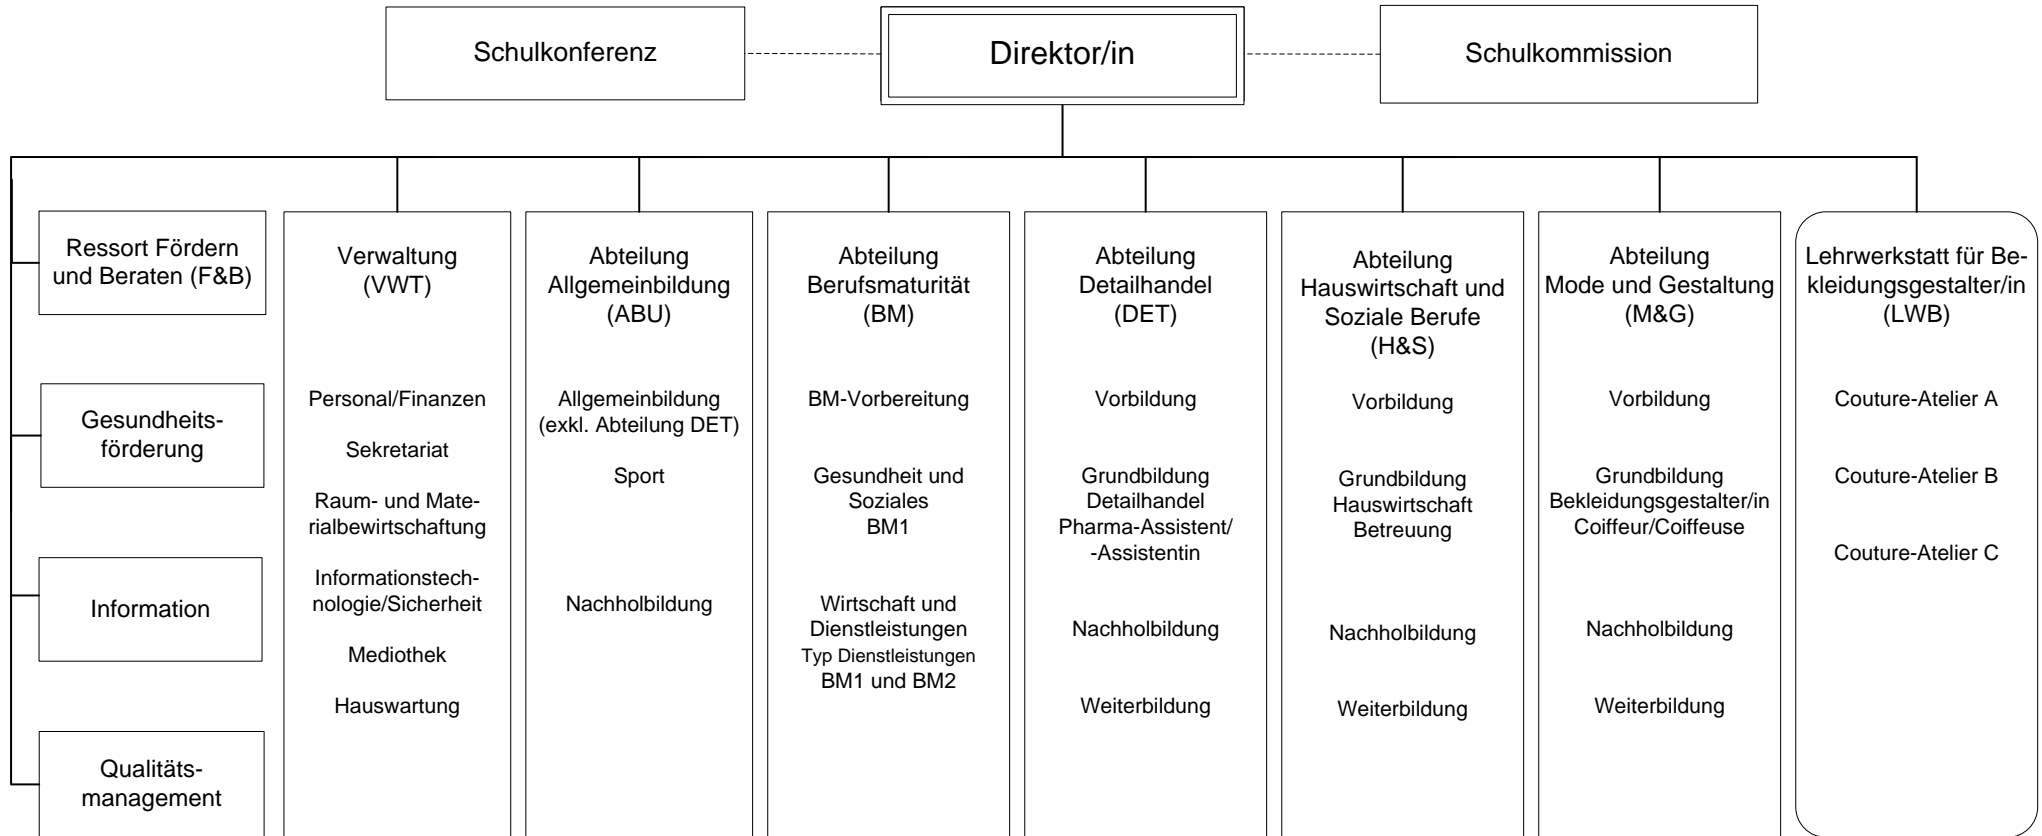 Schulkonferenz
Direktor/in
Schulkommission
Ressort Fördern
und Beraten (F&B)
Gesundheits-
förderung
Information
Qualitäts-
management
Verwaltung
(VWT)
Personal/Finanzen
Sekretariat
Raum- und Mate-
rialbewirtschaftung
Informationstech-
nologie/Sicherheit
Mediothek
Hauswartung
Abteilung
Allgemeinbildung
(ABU)
Allgemeinbildung
(exkl. Abteilung DET)
Sport
Nachholbildung
Abteilung
Berufsmaturität
(BM)
BM-Vorbereitung
Gesundheit und
Soziales
BM1
Wirtschaft und
Dienstleistungen
Typ Dienstleistungen
BM1 und BM2
Abteilung
Detailhandel
(DET)
Vorbildung
Grundbildung
Detailhandel
Pharma-Assistent/
-Assistentin
Nachholbildung
Weiterbildung
Abteilung
Hauswirtschaft und
Soziale Berufe
(H&S)
Vorbildung
Grundbildung
Hauswirtschaft
Betreuung
Nachholbildung
Weiterbildung
Abteilung
Mode und Gestaltung
(M&G)
Vorbildung
Grundbildung
Bekleidungsgestalter/in
Coiffeur/Coiffeuse
Nachholbildung
Weiterbildung
Lehrwerkstatt für Be-
kleidungsgestalter/in
(LWB)
Couture-Atelier A
Couture-Atelier B
Couture-Atelier C